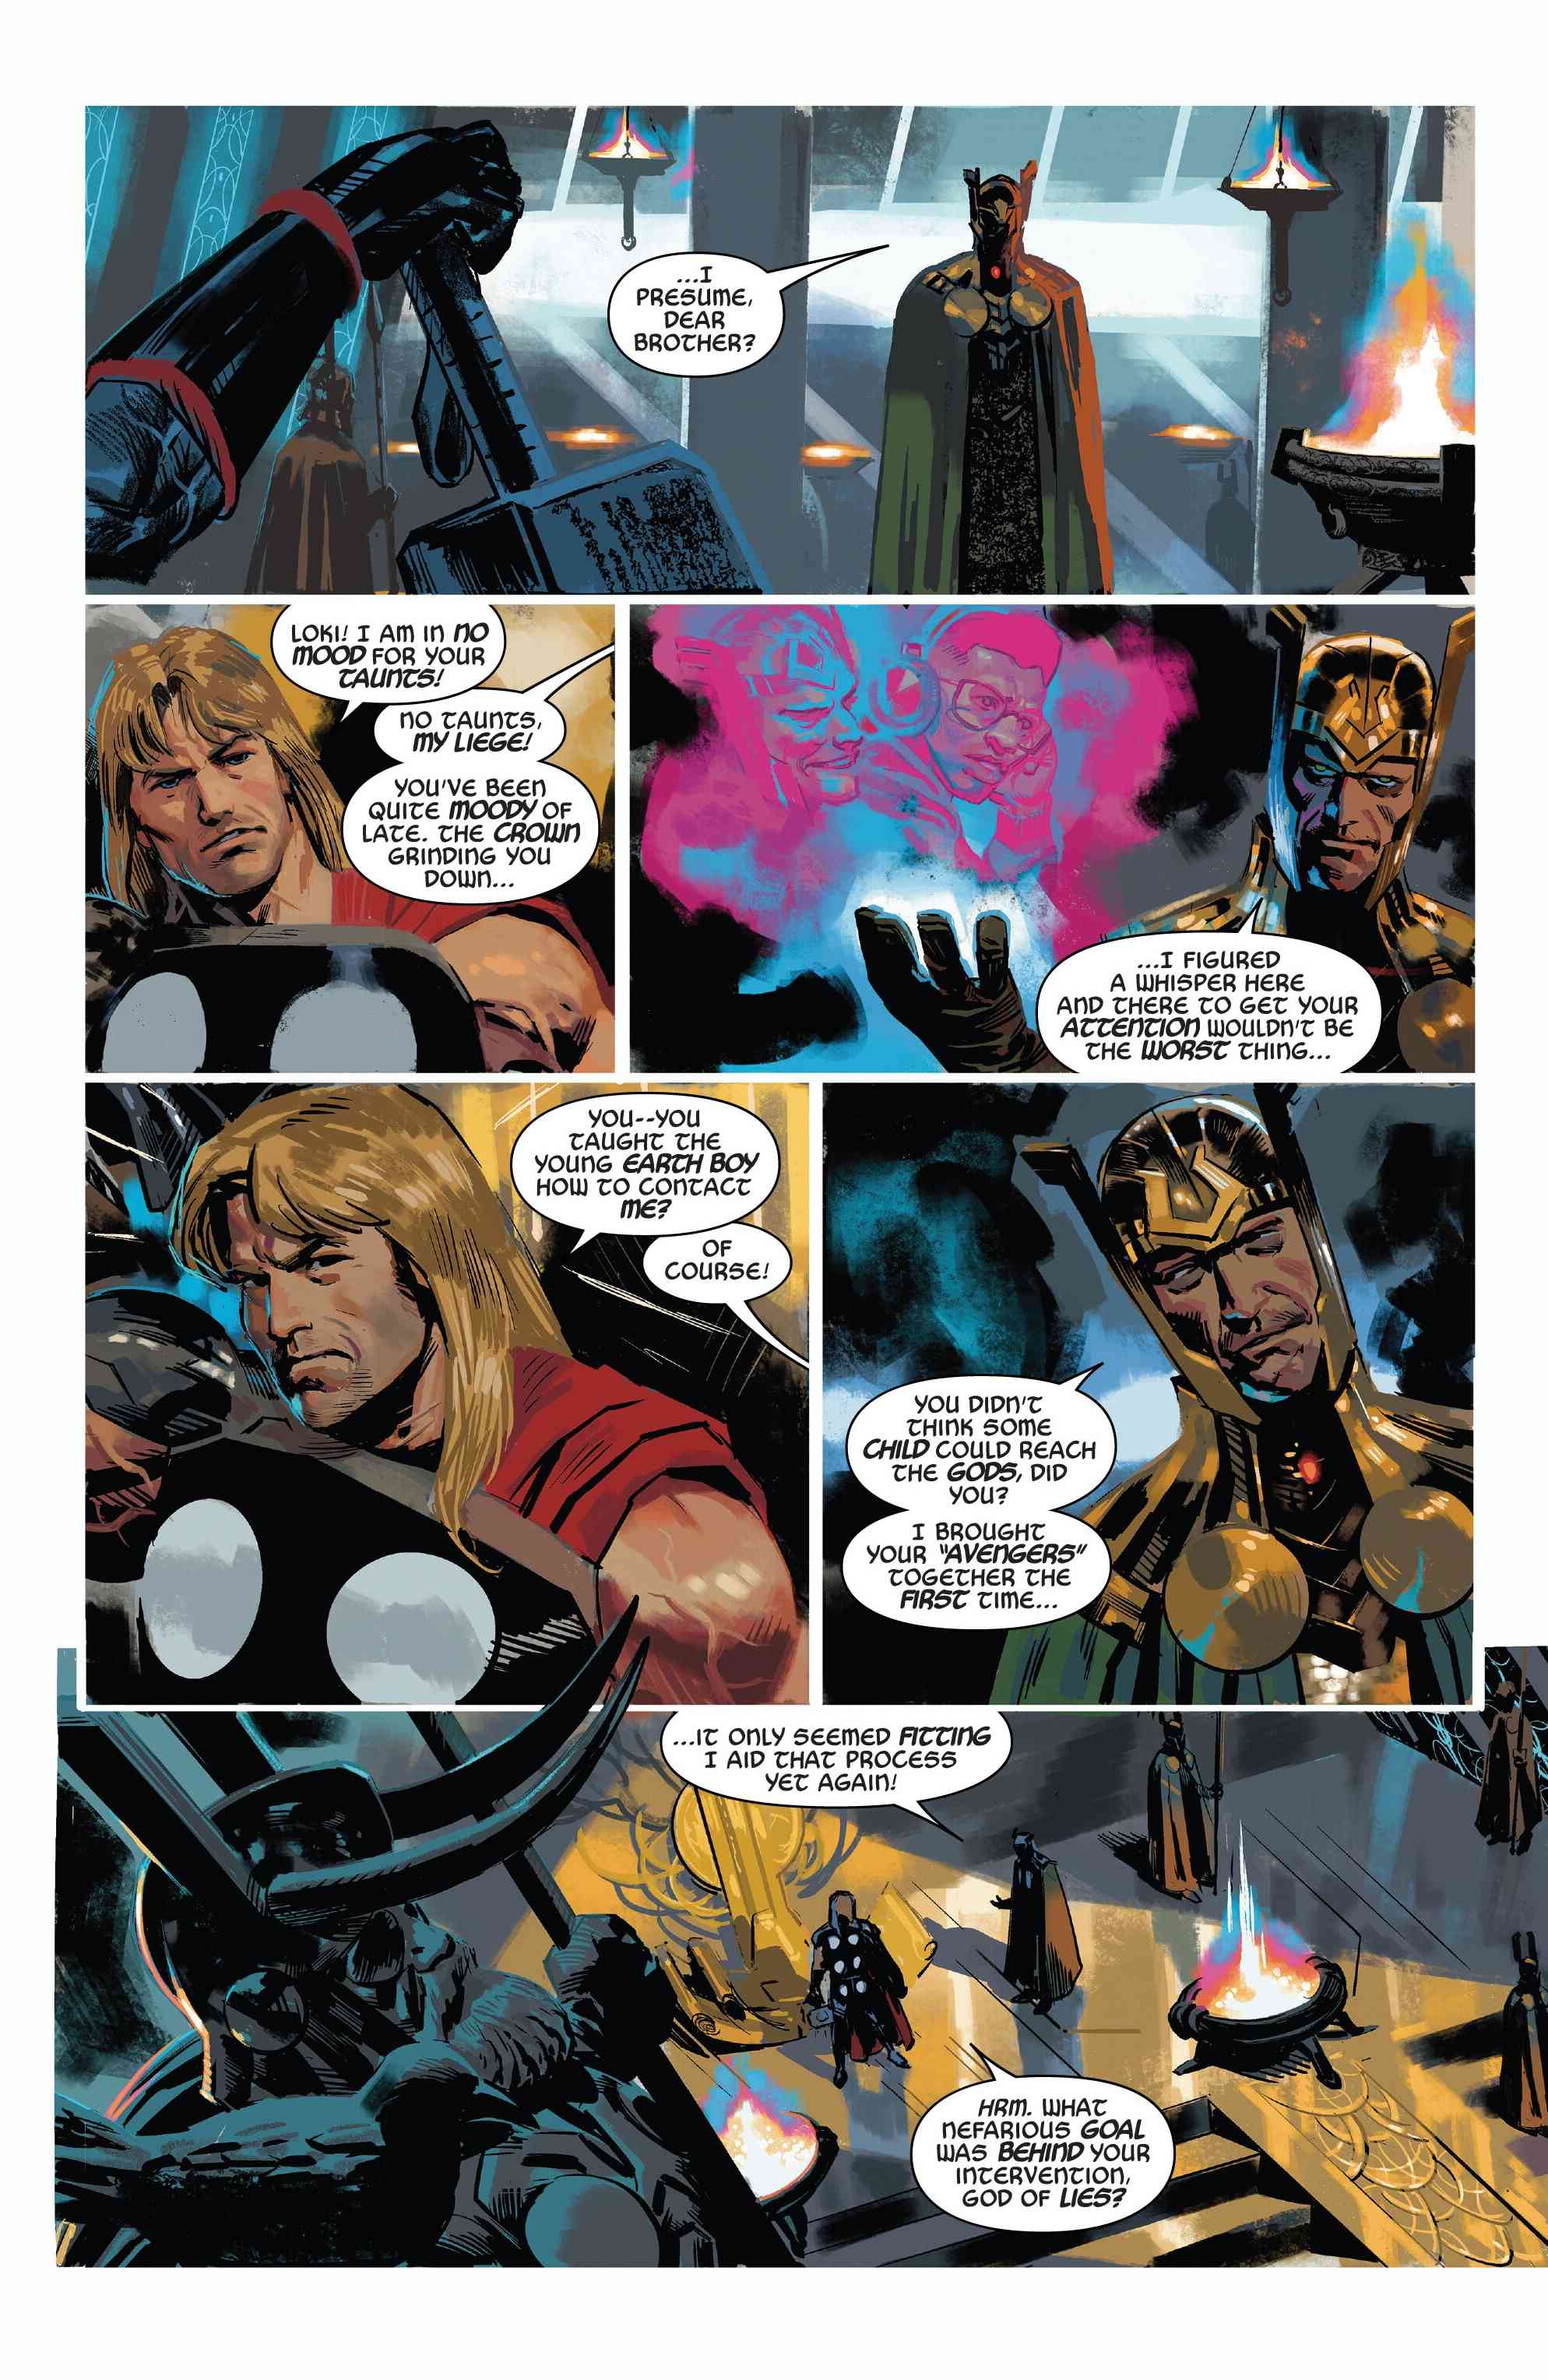 ...I
PRESUME,
DEAR
BROTHER?
LOKI! I AM IN NO
MOOD FOR YOUR
TAUNTS!
NO TAUNTS,
MY LIEGE!
YOU'VE BEEN
QUITE MOODY OF
LATE. THE CROWN
GRINDING YOU
DOWN...
...I FIGURED
A WHISPER HERE
AND THERE TO GET YOUR
ATTENTION WOULDN'T BE
THE WORST THING...
YOU--YOU
TAUGHT THE
YOUNG EARTH BOY
HOW TO CONTACT
ME?
OF
COURSE!
YOU DIDN'T
THINK SOME
CHILD COULD REACH
THE GODS, DID
YOU?
I BROUGHT
YOUR "AVENGERS"
TOGETHER THE
FIRST TIME...
...IT ONLY SEEMED FITTING
I AID THAT PROCESS
YET AGAIN!
HRM. WHAT
NEFARIOUS GOAL
WAS BEHIND YOUR
INTERVENTION,
GOD OF LIES?